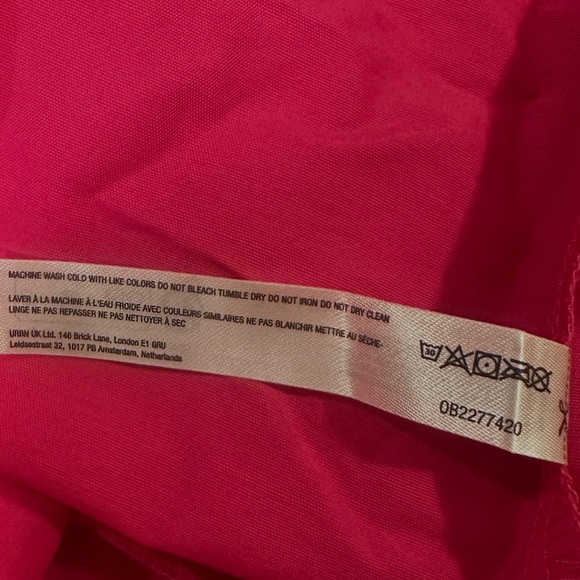 MACHINE WASH COLD WITH LIKE COLORS DO NOT BLEACH TUMBLE DRY DO NOT IRON DO NOT DRY CLEAN
LAVER À LA MACHINE À L'EAU FROIDE AVEC COULEURS SIMILAIRES NE PAS BLANCHIR METTRE AU SÈCHE-
LINGE NE PAS REPASSER NE PAS NETTOYER À SEC
URBN UK Ltd. 146 Brick Lane, London E1 6RU
Leidsestraat 32, 1017 PB Amsterdam, Netherlands
30
OB2277420